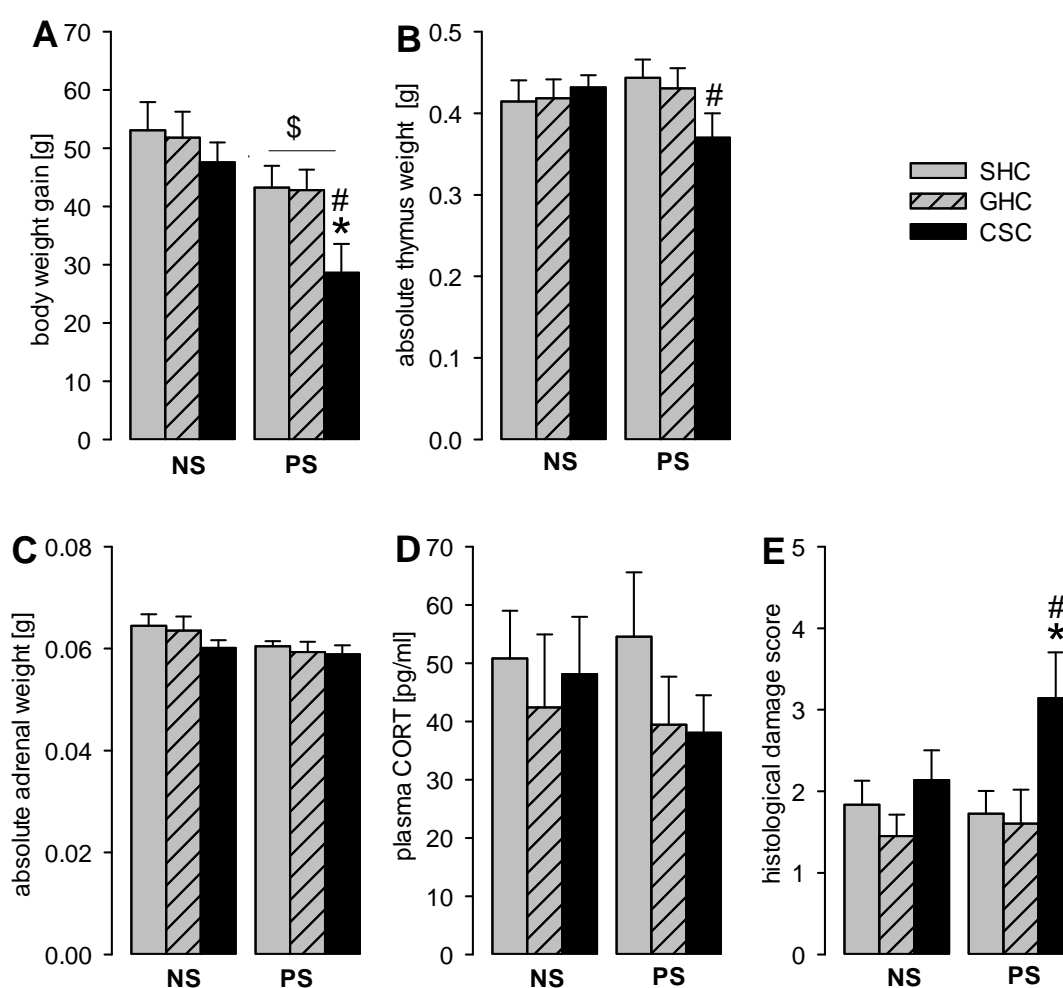 A
body weight gain [g]
70
60
50
40
30
20
10
0
$
#
*
NS
PS
B
absolute thymus weight [g]
0.5
0.4
0.3
0.2
0.1
0.0
#
NS
PS
SHC
GHC
CSC
C
absolute adrenal weight [g]
0.08
0.06
0.04
0.02
0.00
NS
PS
D
plasma CORT [pg/ml]
70
60
50
40
30
20
10
0
NS
PS
E
histological damage score
5
4
3
2
1
0
#
*
NS
PS